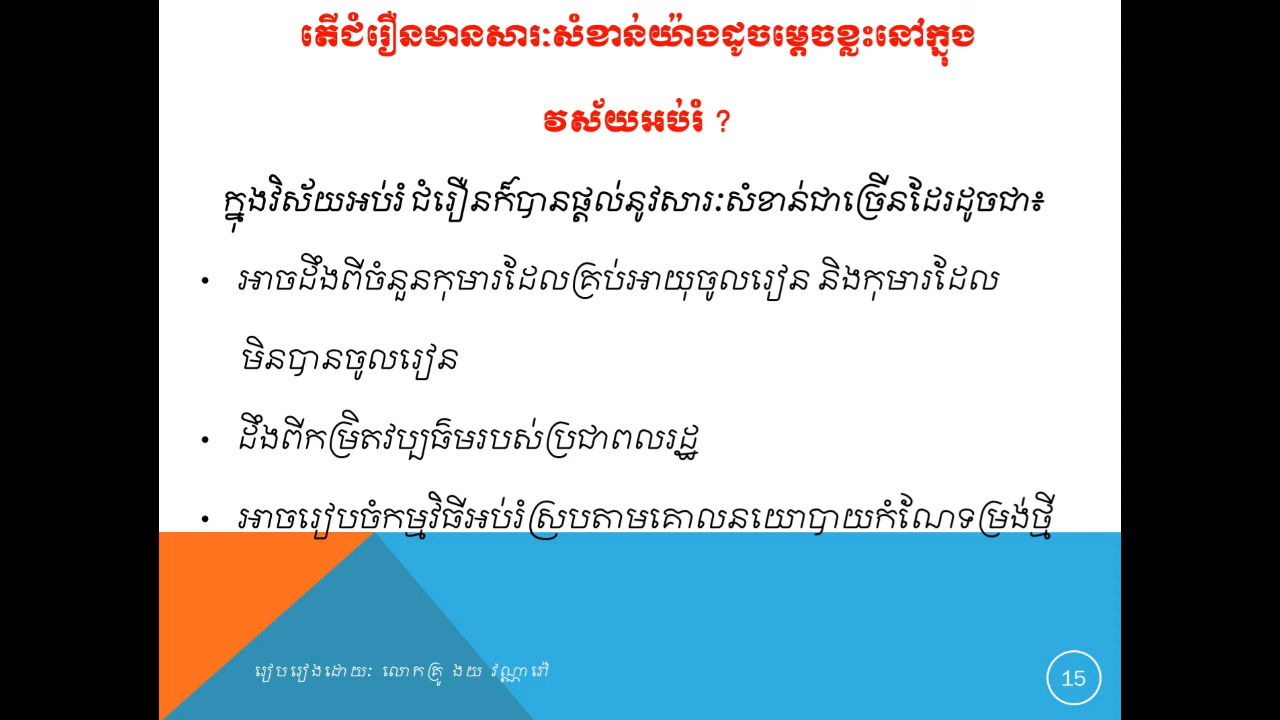 តើជំរឿនមានសារៈសំខាន់យ៉ាងដូចម្ដេចខ្លះនៅក្នុង
វស័យអប់រំ ?
ក្នុងវិស័យអប់រំ ជំរឿនក៏បានផ្តល់នូវសារៈសំខាន់ជាច្រើនដែរដូចជា៖
• អាចដឹងពីចំនួនកុមារដែលគ្រប់អាយុចូលរៀន និងកុមារដែល
មិនបានចូលរៀន
• ដឹងពីកម្រិតវប្បធ៌មរបស់ប្រជាពលរដ្ឋ
• អាចរៀបចំកម្មវិធីអប់រំស្របតាមគោលនយោបាយកំណែទម្រង់ថ្មី
រៀបរៀងដោយៈ លោកគ្រូ ងយ វណ្ណារ៉ា
15